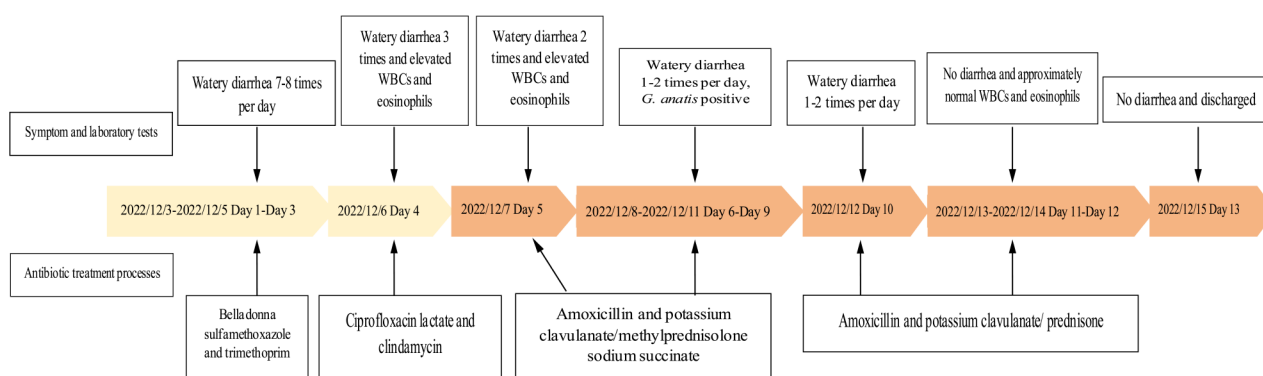 Symptom and laboratory tests
Watery diarrhea 7-8 times
per day
Watery diarrhea 3
times and elevated
WBCs and
eosinophils
Watery diarrhea 2
times and elevated
WBCs and
eosinophils
Watery diarrhea
1-2 times per day,
G. anatis positive
Watery diarrhea
1-2 times per day
No diarrhea and approximately
normal WBCs and eosinophils
No diarrhea and discharged
2022/12/3-2022/12/5 Day 1-Day 3
2022/12/6 Day 4
2022/12/7 Day 5
2022/12/8-2022/12/11 Day 6-Day 9
2022/12/12 Day 10
2022/12/13-2022/12/14 Day 11-Day 12
2022/12/15 Day 13
Antibiotic treatment processes
Belladonna
sulfamethoxazole
and trimethoprim
Ciprofloxacin lactate and
clindamycin
Amoxicillin and potassium
clavulanate/methylprednisolone
sodium succinate
Amoxicillin and potassium clavulanate/ prednisone